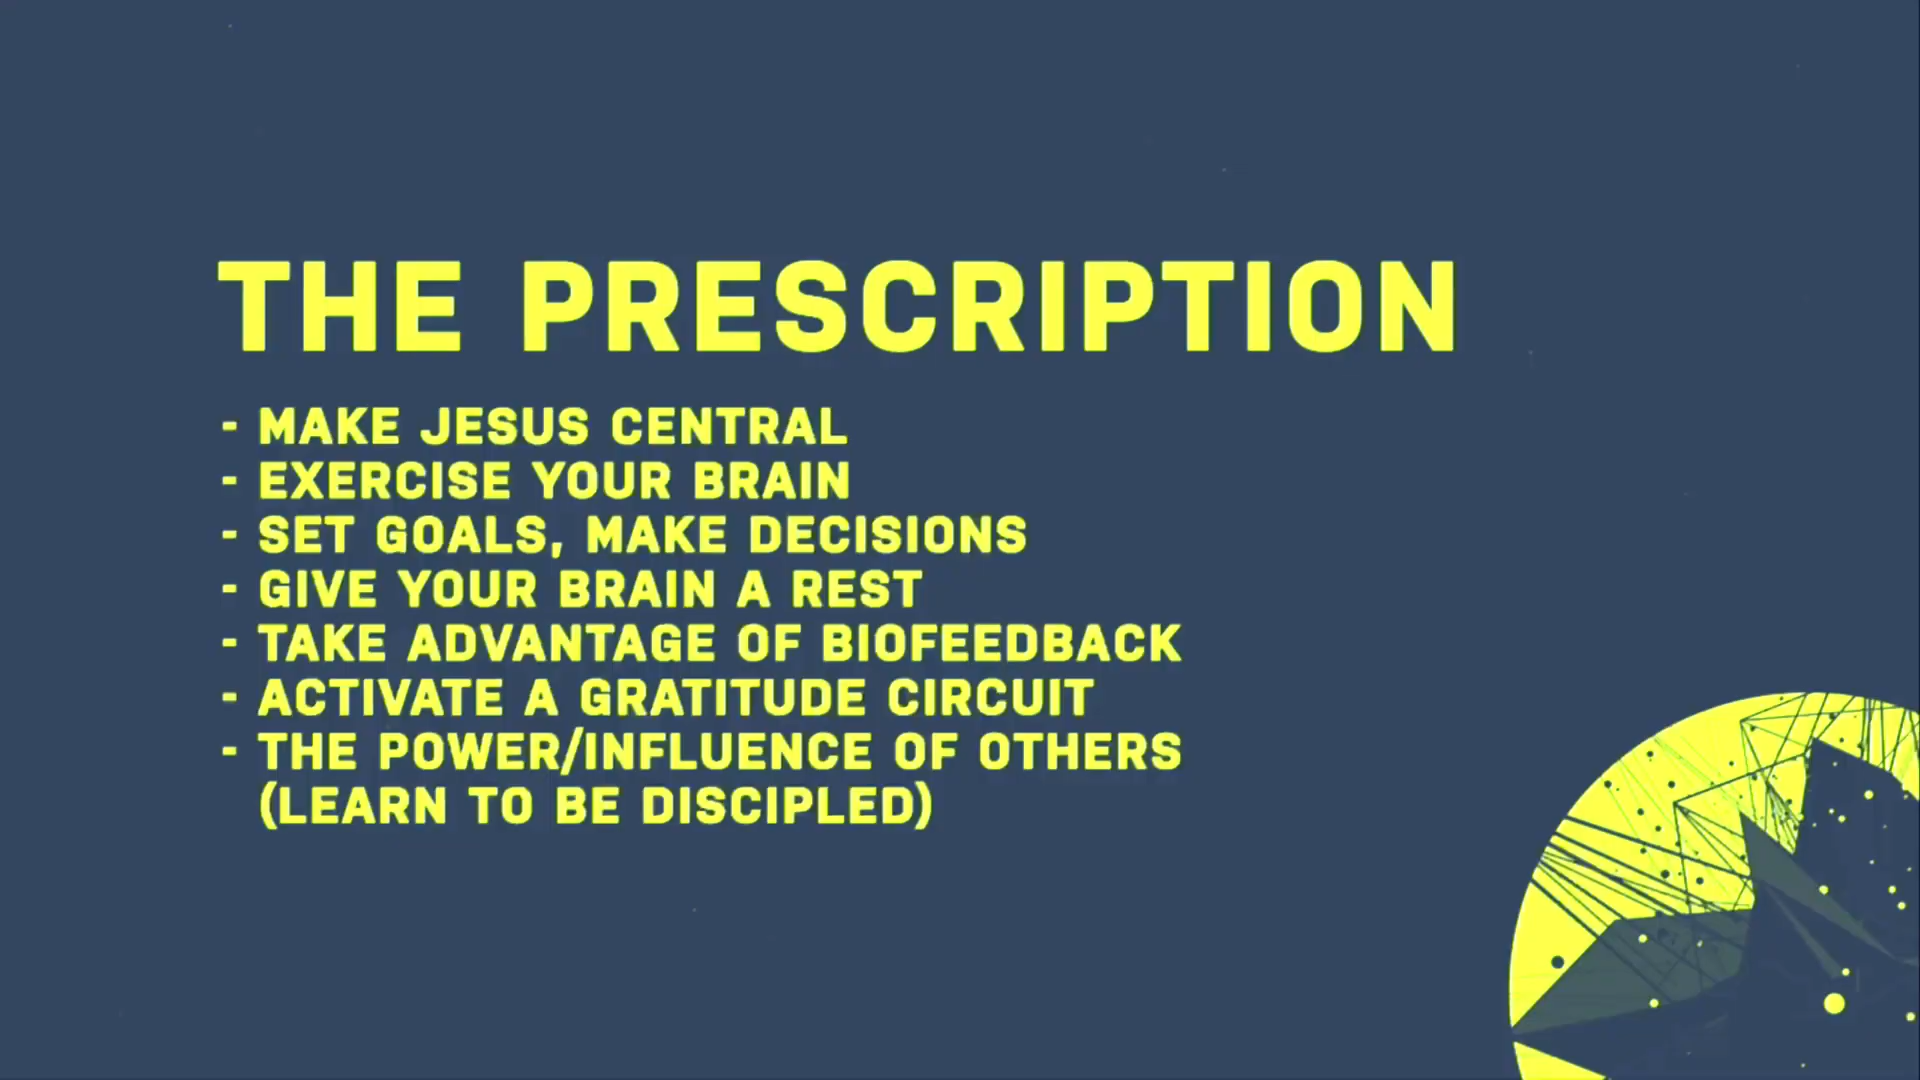 THE PRESCRIPTION
- MAKE JESUS CENTRAL
- EXERCISE YOUR BRAIN
- SET GOALS, MAKE DECISIONS
- GIVE YOUR BRAIN A REST
- TAKE ADVANTAGE OF BIOFEEDBACK
- ACTIVATE A GRATITUDE CIRCUIT
- THE POWER/INFLUENCE OF OTHERS
(LEARN TO BE DISCIPLED)